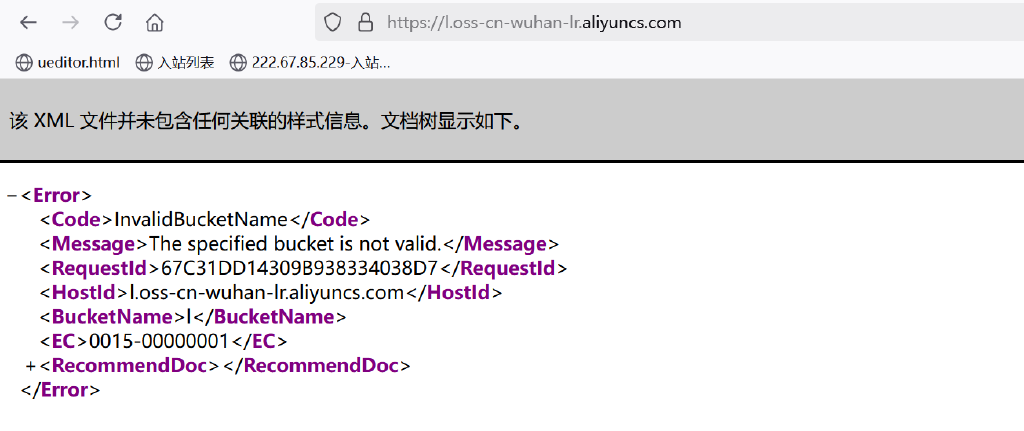 https://l.oss-cn-wuhan-lr.aliyuncs.com
ueditor.html 入站列表 222.67.85.229-入站...
该 XML 文件并未包含任何关联的样式信息。文档树显示如下。
−<Error>
<Code>InvalidBucketName</Code>
<Message>The specified bucket is not valid.</Message>
<RequestId>67C31DD14309B938334038D7</RequestId>
<HostId>l.oss-cn-wuhan-lr.aliyuncs.com</HostId>
<BucketName>l</BucketName>
<EC>0015-00000001</EC>
+<RecommendDoc></RecommendDoc>
</Error>